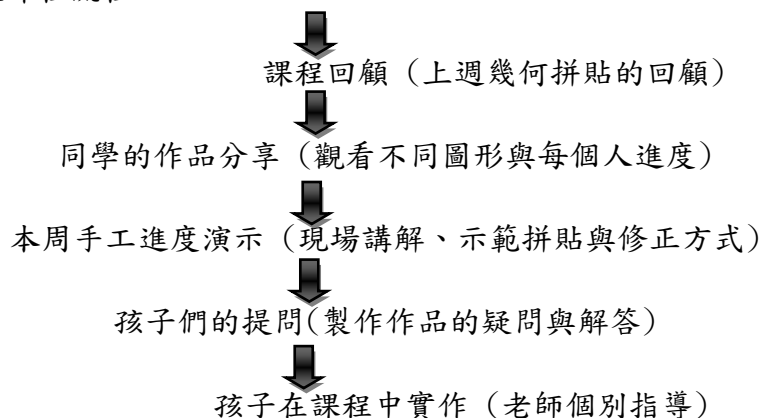 課程回顧（上週幾何拼貼的回顧）
同學的作品分享（觀看不同圖形與每個人進度）
本周手工進度演示（現場講解、示範拼貼與修正方式）
孩子們的提問(製作作品的疑問與解答）
孩子在課程中實作（老師個別指導）